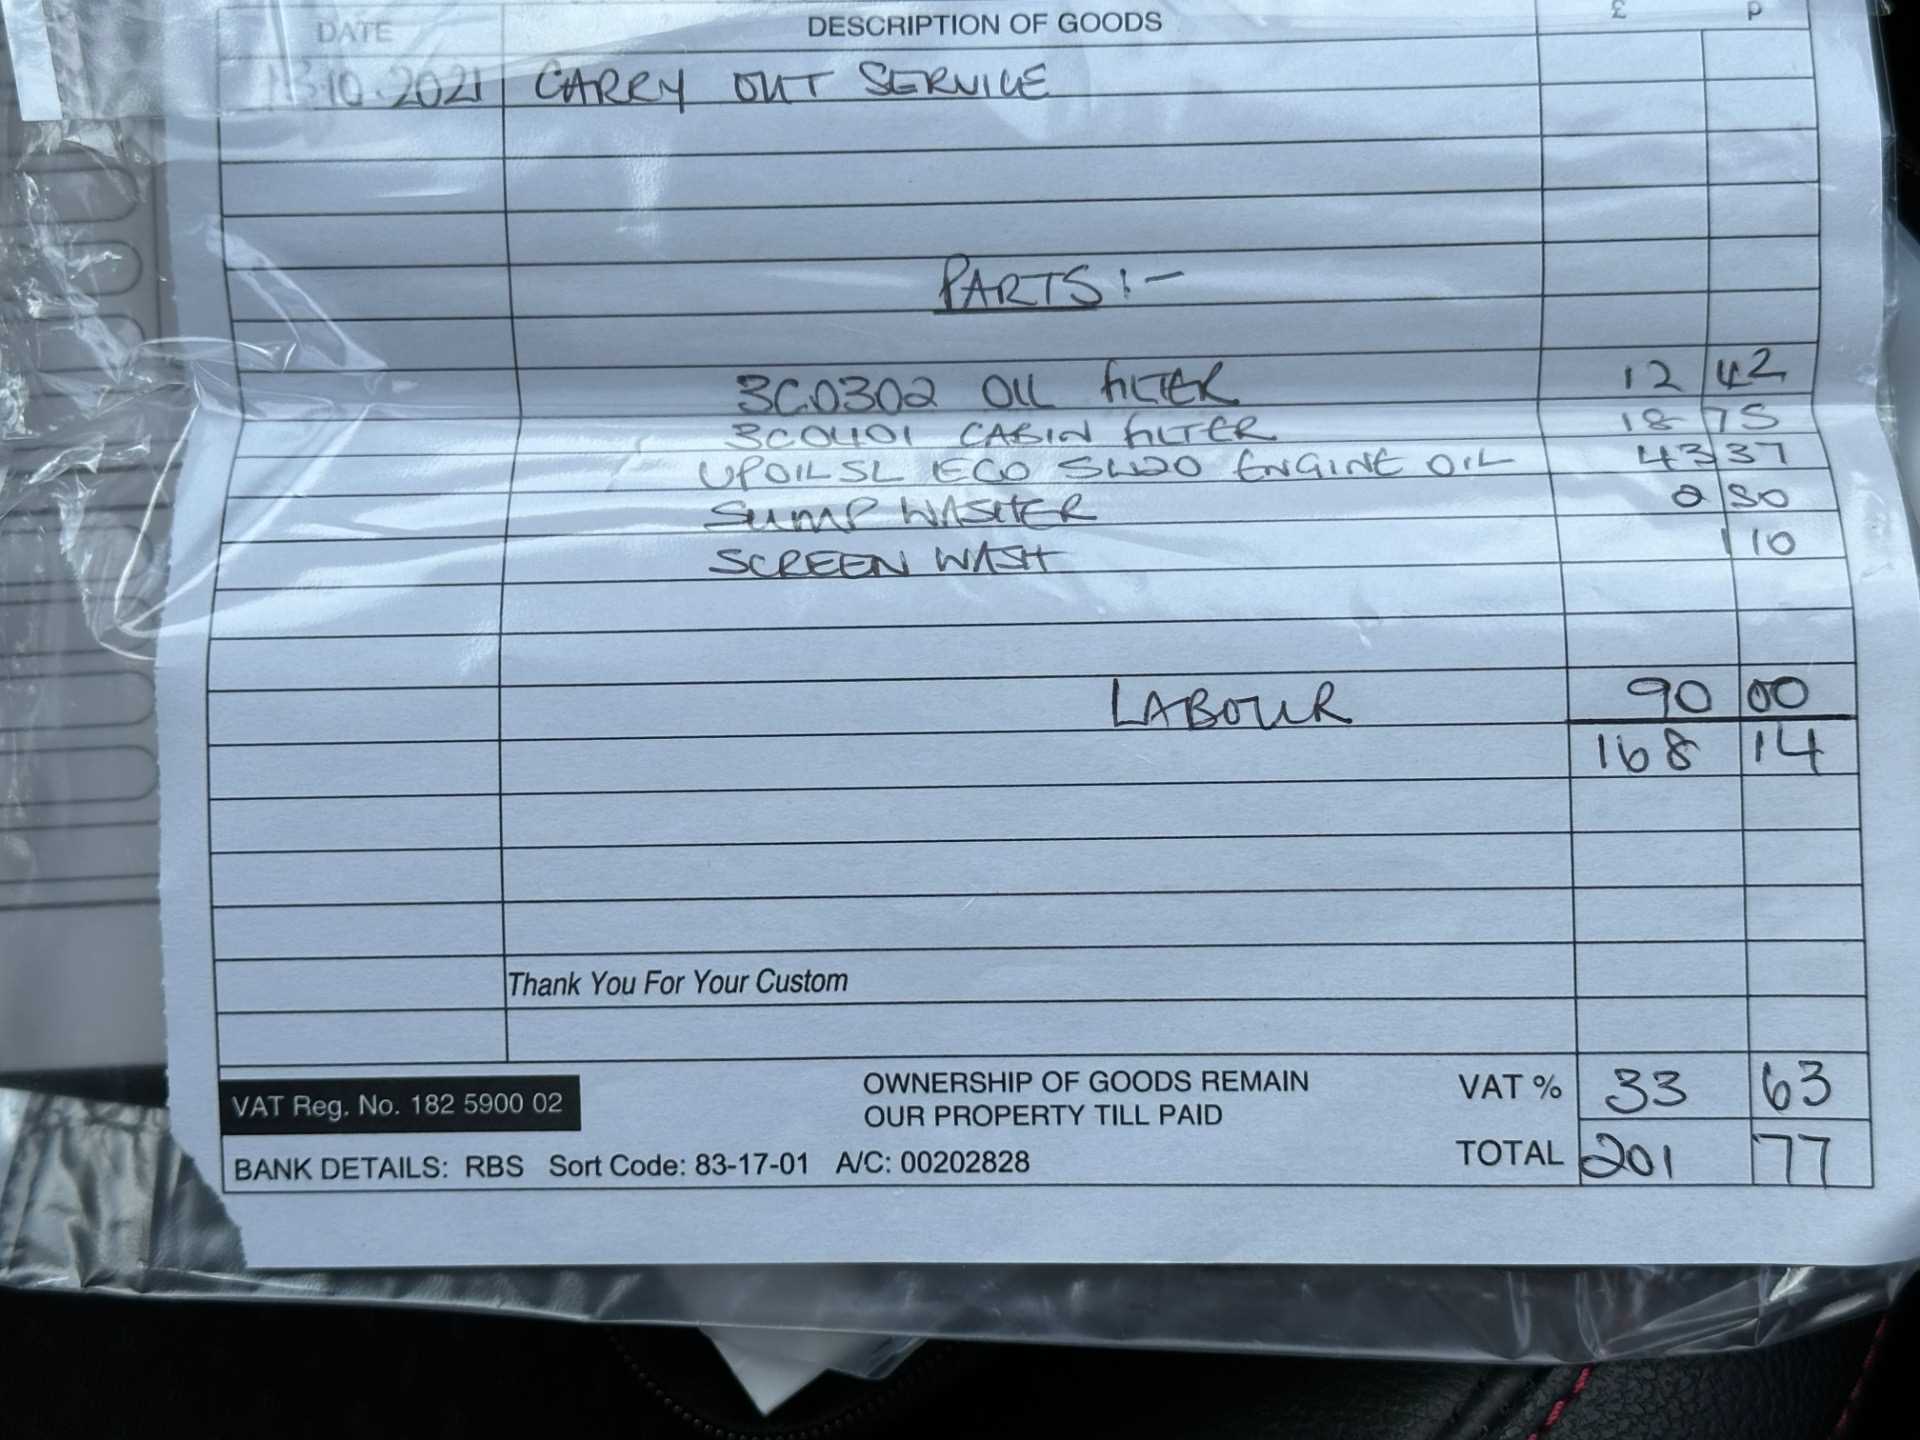 DATE DESCRIPTION OF GOODS £ p
13.10.2021 CARRY OUT SERVICE
PARTS:-
3C0302 OIL FILTER 12 42
3C0401 CABIN FILTER 18 75
UPOIL5L ECO 5W20 ENGINE OIL 43 37
SUMP WASHER 2 50
SCREEN WASH 1 10
LABOUR 90 00
168 14
Thank You For Your Custom
VAT Reg. No. 182 5900 02
OWNERSHIP OF GOODS REMAIN
OUR PROPERTY TILL PAID
VAT % 33 63
BANK DETAILS: RBS Sort Code: 83-17-01 A/C: 00202828
TOTAL 201 77